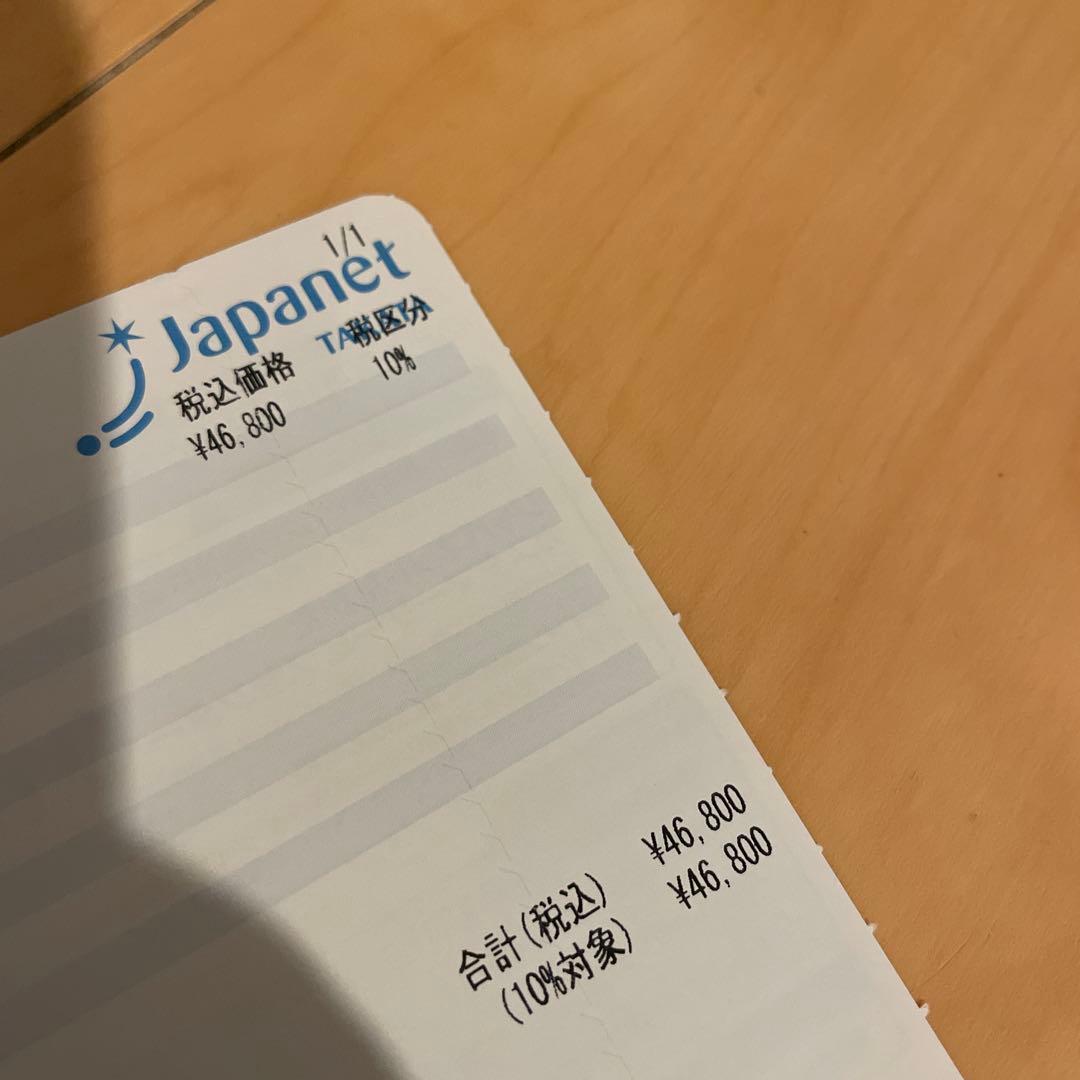 1/1
Japanet
税込価格 税区分
¥46,800 10%
合計(税込) ¥46,800
(10%対象) ¥46,800